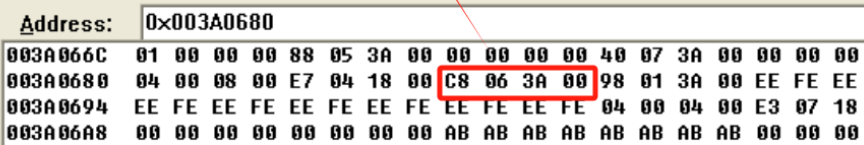 Address: 0x003A0680
003A066C 01 00 00 00 88 05 3A 00 00 00 00 00 40 07 3A 00 00 00 00
003A0680 04 00 08 00 E7 04 18 00 C8 06 3A 00 98 01 3A 00 EE FE EE
003A0694 EE FE EE FE EE FE EE FE EE FE EE FE 04 00 04 00 E3 07 18
003A06A8 00 00 00 00 00 00 00 00 AB AB AB AB AB AB AB AB 00 00 00